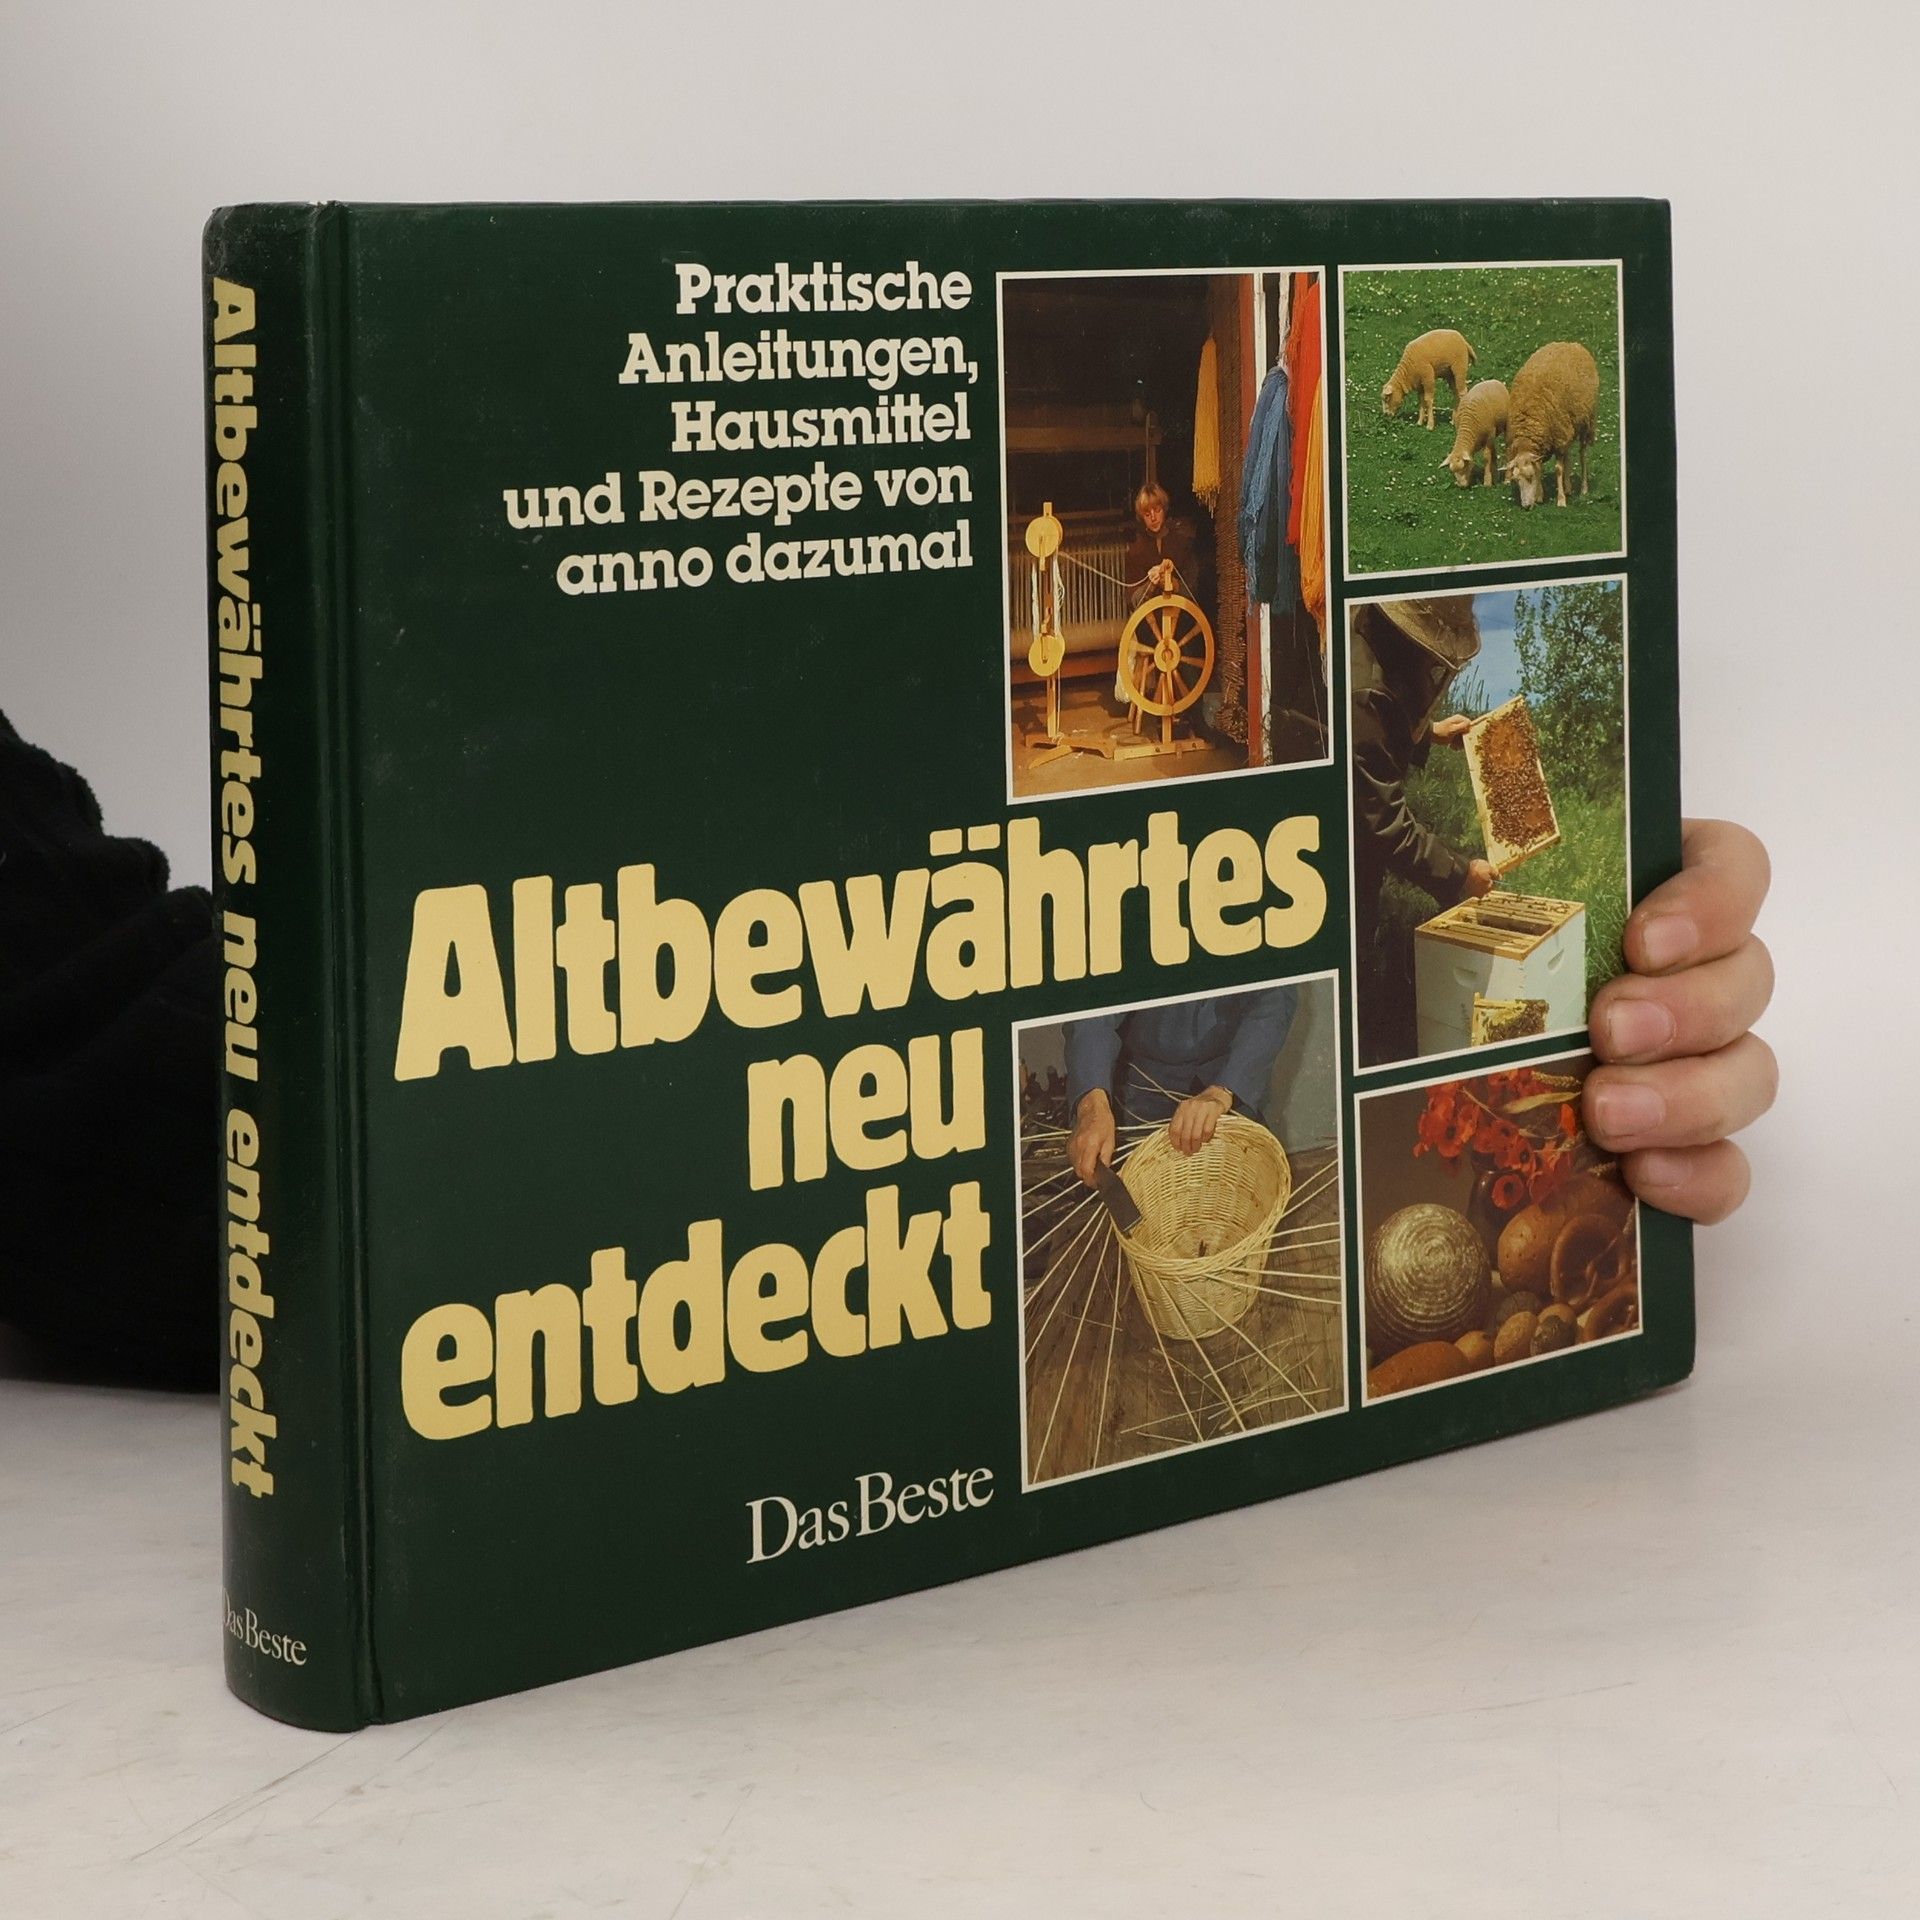 Praktische
Anleitungen,
Hausmittel
und Rezepte von
anno dazumal
Altbewährtes
neu
entdeckt
Das Beste
Altbewährtes neu entdeckt
Das Beste